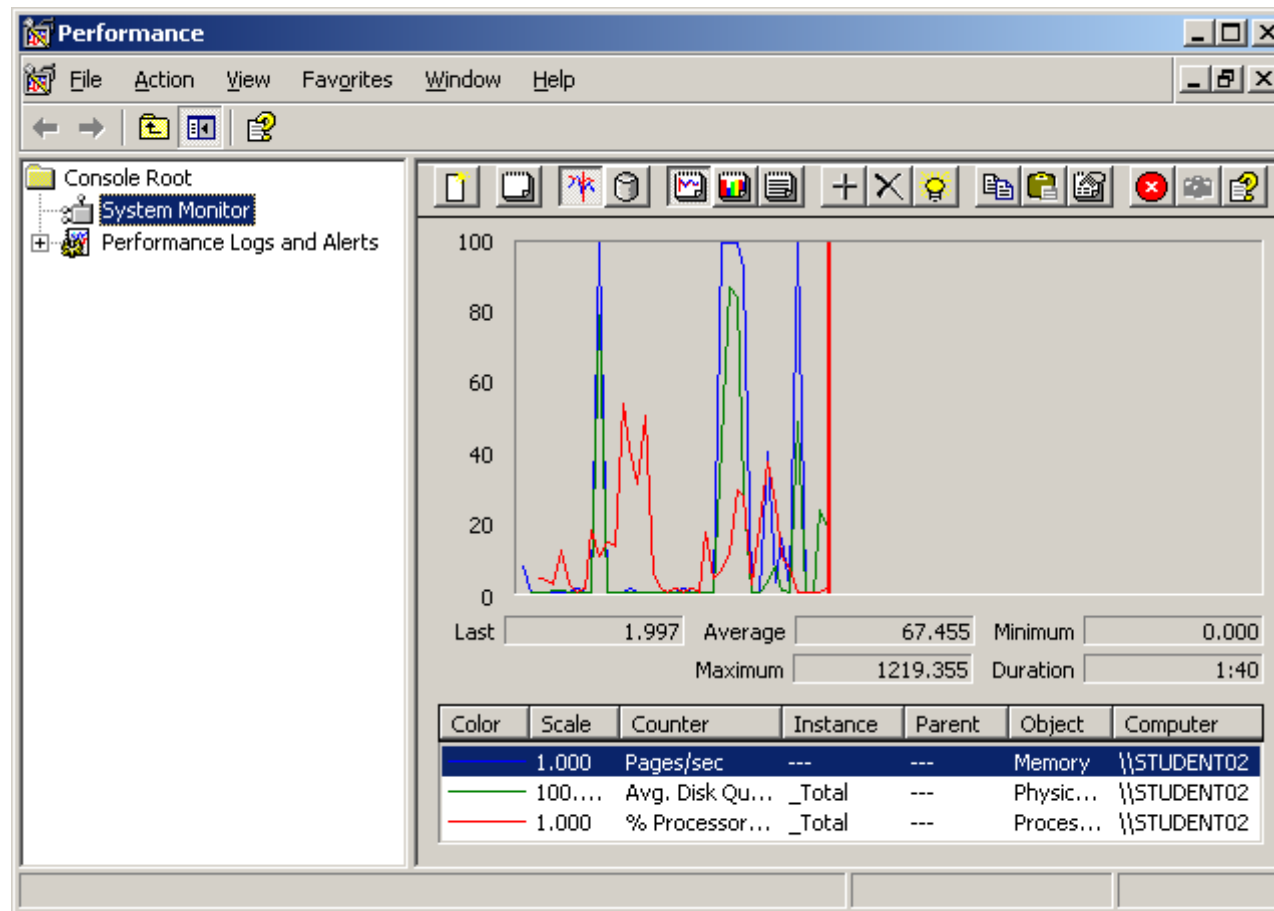 Performance
File Action View Favorites Window Help
Console Root
System Monitor
Performance Logs and Alerts
100
80
60
40
20
0
Last 1.997 Average 67.455 Minimum 0.000
Maximum 1219.355 Duration 1:40
Color Scale Counter Instance Parent Object Computer
1.000 Pages/sec --- --- Memory \\STUDENT02
100.... Avg. Disk Qu... _Total --- Physic... \\STUDENT02
1.000 % Processor... _Total --- Proces... \\STUDENT02